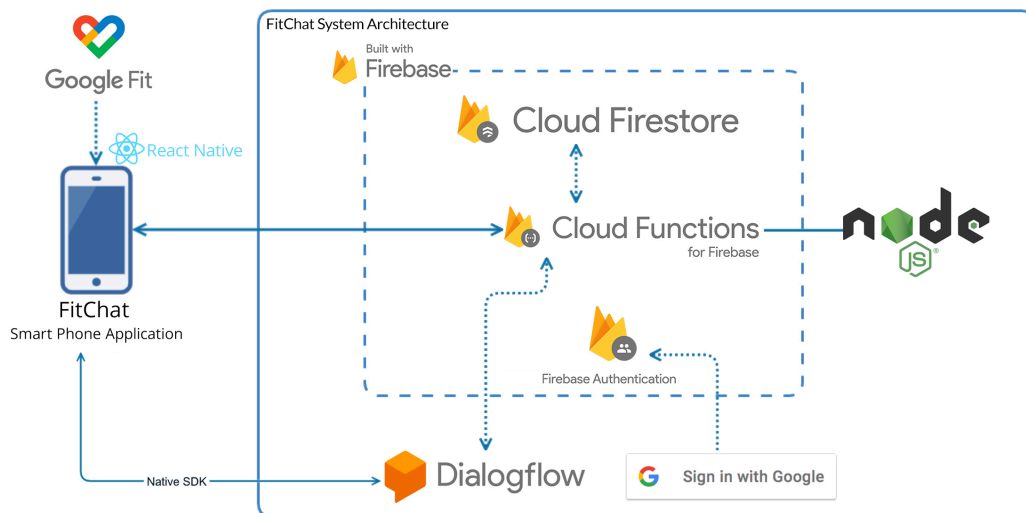 FitChat System Architecture
Google Fit
Built with
Firebase
Cloud Firestore
React Native
Cloud Functions
for Firebase
node
JS®
FitChat
Smart Phone Application
Firebase Authentication
Native SDK
Dialogflow
G Sign in with Google